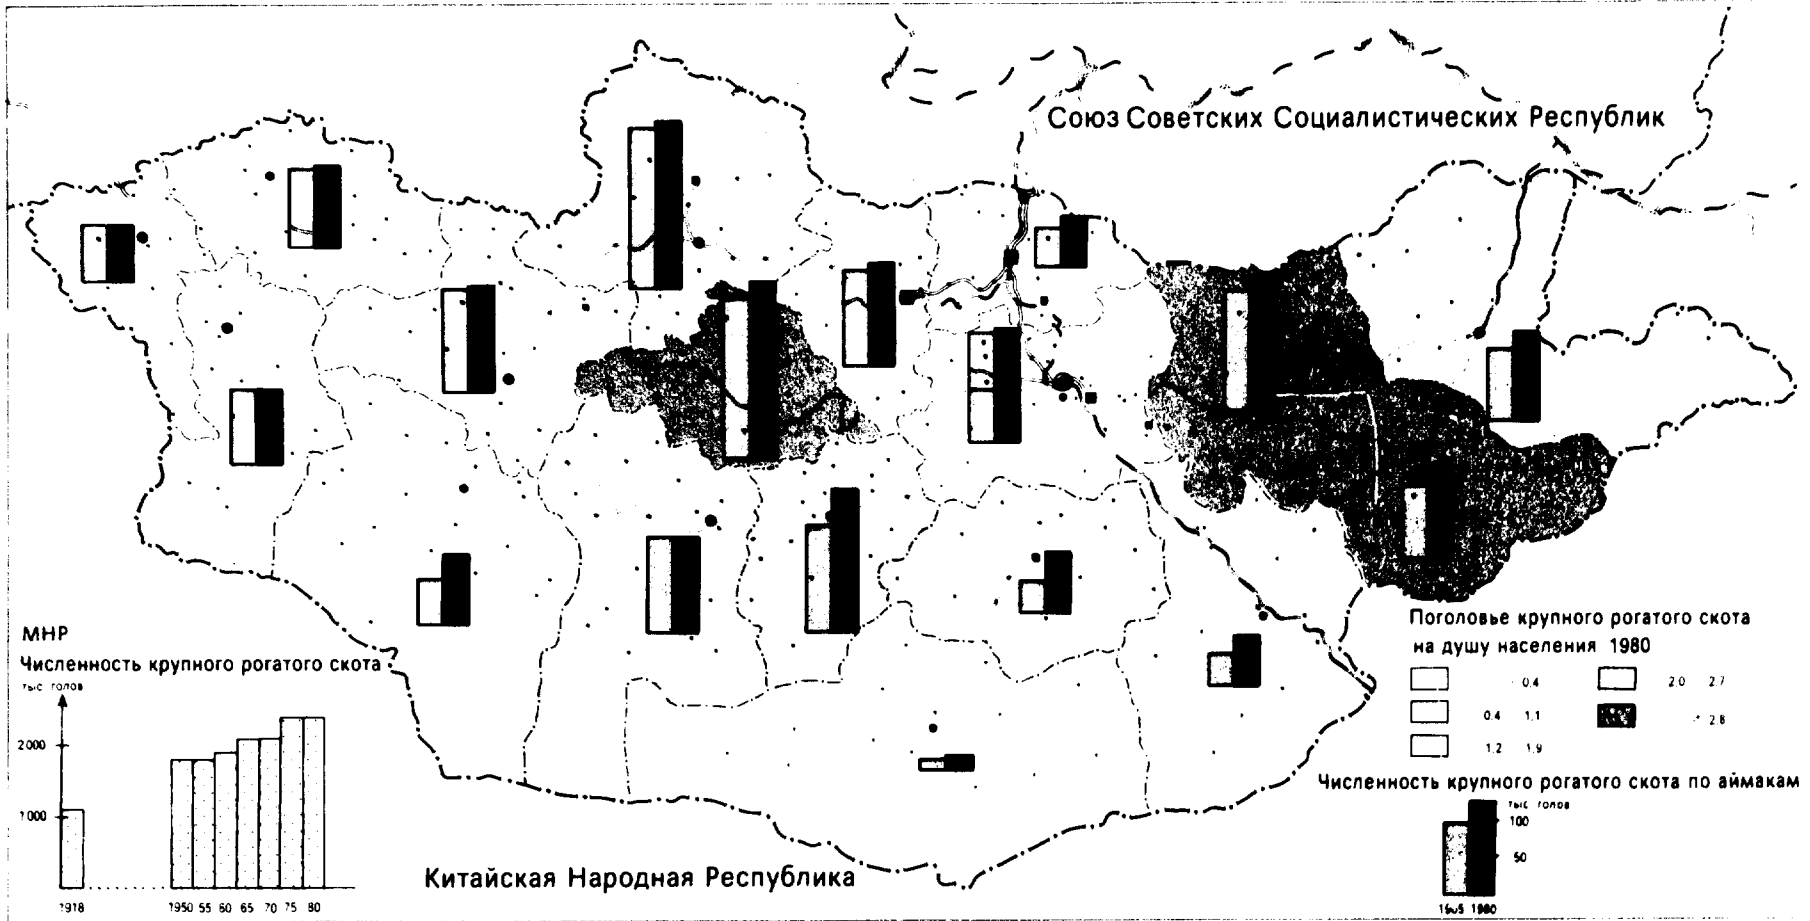 Союз Советских Социалистических Республик
МНР
Численность крупного рогатого скота
тыс голов
2000
1000
1918
1950 55 60 65 70 75 80
Китайская Народная Республика
Поголовье крупного рогатого скота
на душу населения 1980
0.4
2.0 2.7
0.4 1.1
2.8
1.2 1.9
Численность крупного рогатого скота по аймакам
тыс голов
100
50
1980